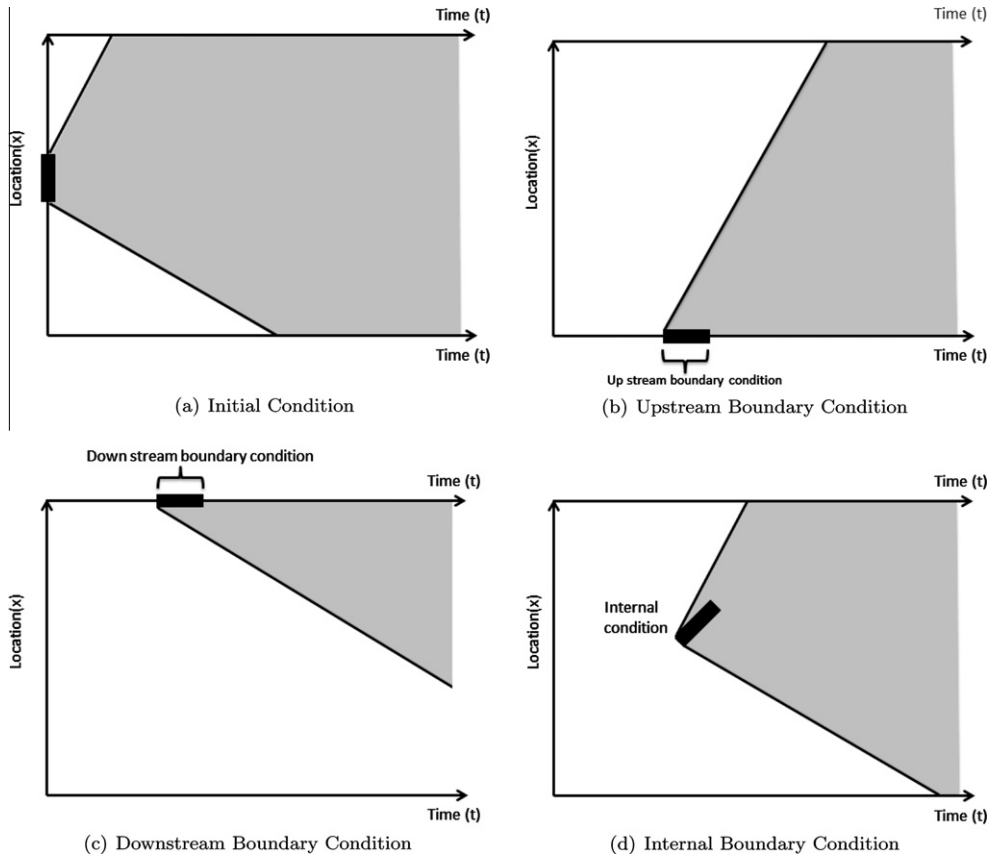 Time (t)
Location(x)
Time (t)
(a) Initial Condition
Time (t)
Location(x)
Time (t)
Up stream boundary condition
(b) Upstream Boundary Condition
Down stream boundary condition
Time (t)
Location(x)
Time (t)
(c) Downstream Boundary Condition
Time (t)
Location(x)
Internal
condition
Time (t)
(d) Internal Boundary Condition